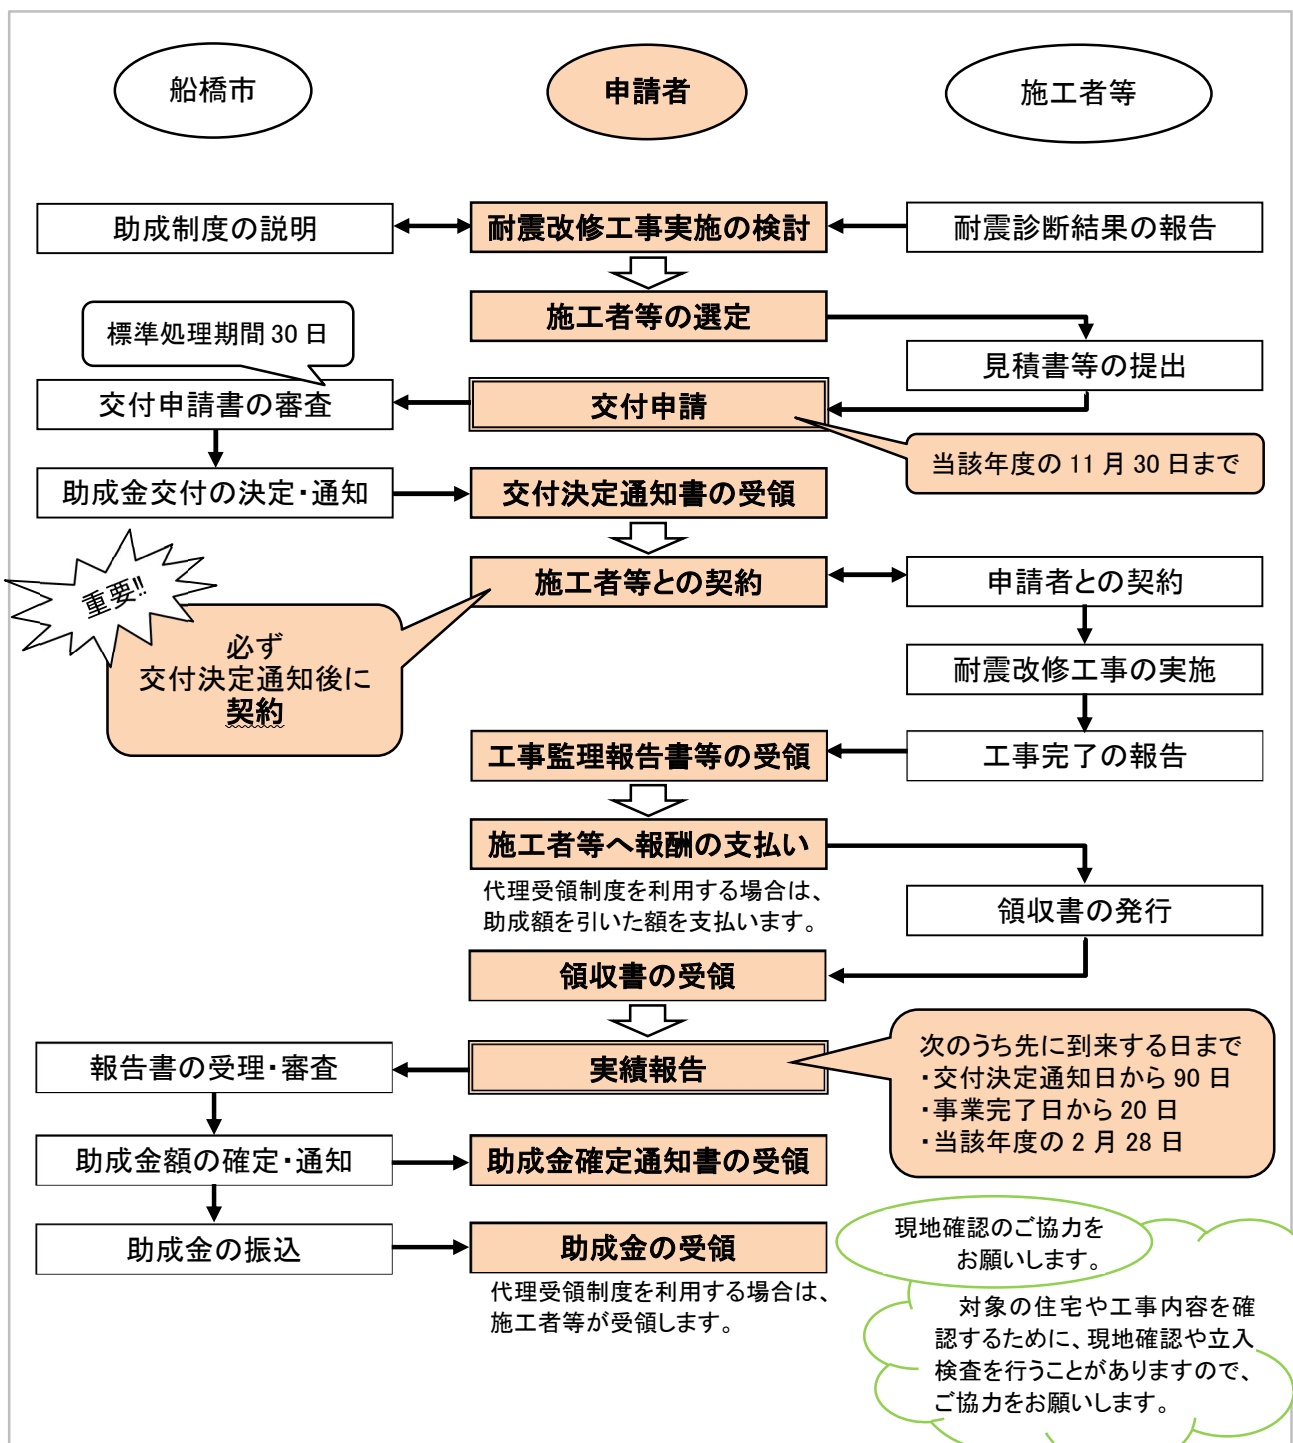 船橋市
申請者
施工者等
助成制度の説明
耐震改修工事実施の検討
耐震診断結果の報告
施工者等の選定
標準処理期間 30 日
見積書等の提出
交付申請書の審査
交付申請
当該年度の 11 月 30 日まで
助成金交付の決定・通知
交付決定通知書の受領
重要!!
施工者等との契約
申請者との契約
必ず
交付決定通知後に
契約
耐震改修工事の実施
工事監理報告書等の受領
工事完了の報告
施工者等へ報酬の支払い
代理受領制度を利用する場合は、
助成額を引いた額を支払います。
領収書の発行
領収書の受領
次のうち先に到来する日まで
・交付決定通知日から 90 日
・事業完了日から 20 日
・当該年度の 2 月 28 日
報告書の受理・審査
実績報告
助成金額の確定・通知
助成金確定通知書の受領
助成金の振込
助成金の受領
代理受領制度を利用する場合は、
施工者等が受領します。
現地確認のご協力を
お願いします。
対象の住宅や工事内容を確
認するために、現地確認や立入
検査を行うことがありますので、
ご協力をお願いします。